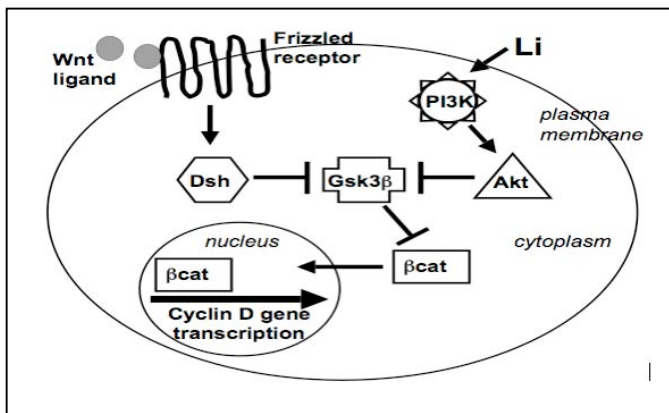 Wnt
ligand
Frizzled
receptor
Li
PI3K
plasma
membrane
Dsh
Gsk3β
Akt
nucleus
cytoplasm
βcat
βcat
Cyclin D gene
transcription